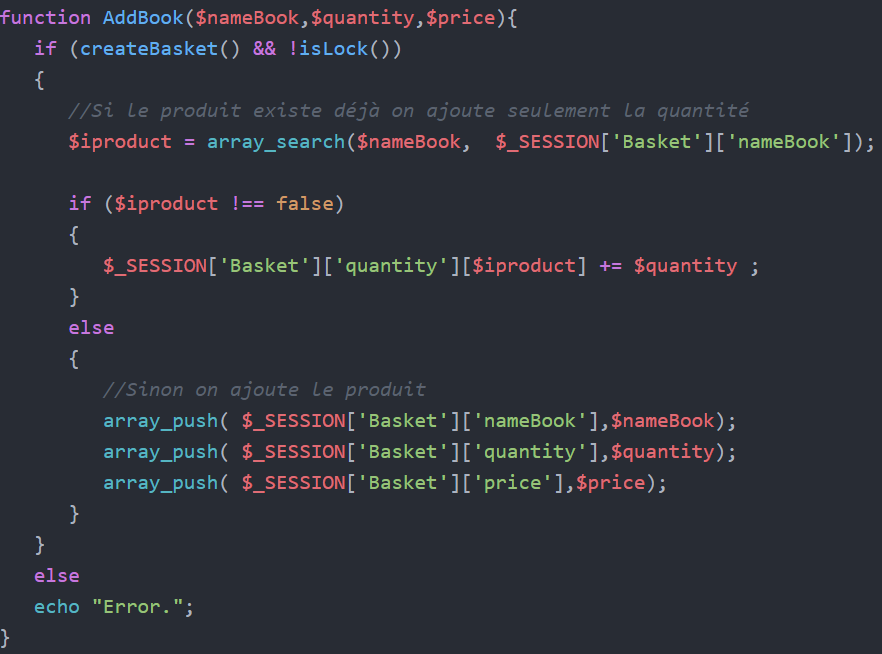 function AddBook($nameBook,$quantity,$price){
if (createBasket() && !isLock())
{
//Si le produit existe déjà on ajoute seulement la quantité
$iproduct = array_search($nameBook,  $_SESSION['Basket']['nameBook']);
if ($iproduct !== false)
{
$_SESSION['Basket']['quantity'][$iproduct] += $quantity ;
}
else
{
//Sinon on ajoute le produit
array_push( $_SESSION['Basket']['nameBook'],$nameBook);
array_push( $_SESSION['Basket']['quantity'],$quantity);
array_push( $_SESSION['Basket']['price'],$price);
}
}
else
echo "Error.";
}